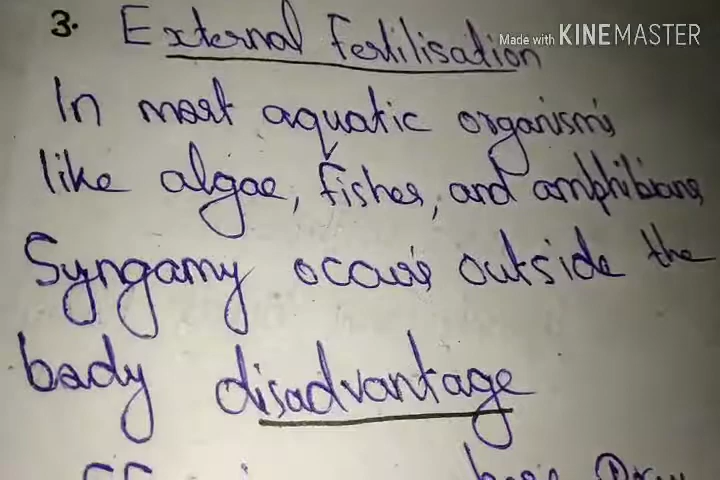 3. External Fertilisation
Made with KINEMASTER
In most aquatic organisms
like algae, fishes, and amphibians
Syngamy occurs outside the
body disadvantage